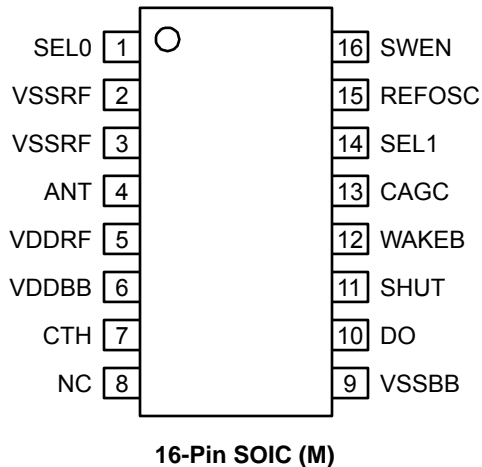 SEL0 1 16 SWEN
VSSRF 2 15 REFOSC
VSSRF 3 14 SEL1
ANT 4 13 CAGC
VDDRF 5 12 WAKEB
VDDBB 6 11 SHUT
CTH 7 10 DO
NC 8 9 VSSBB
16-Pin SOIC (M)